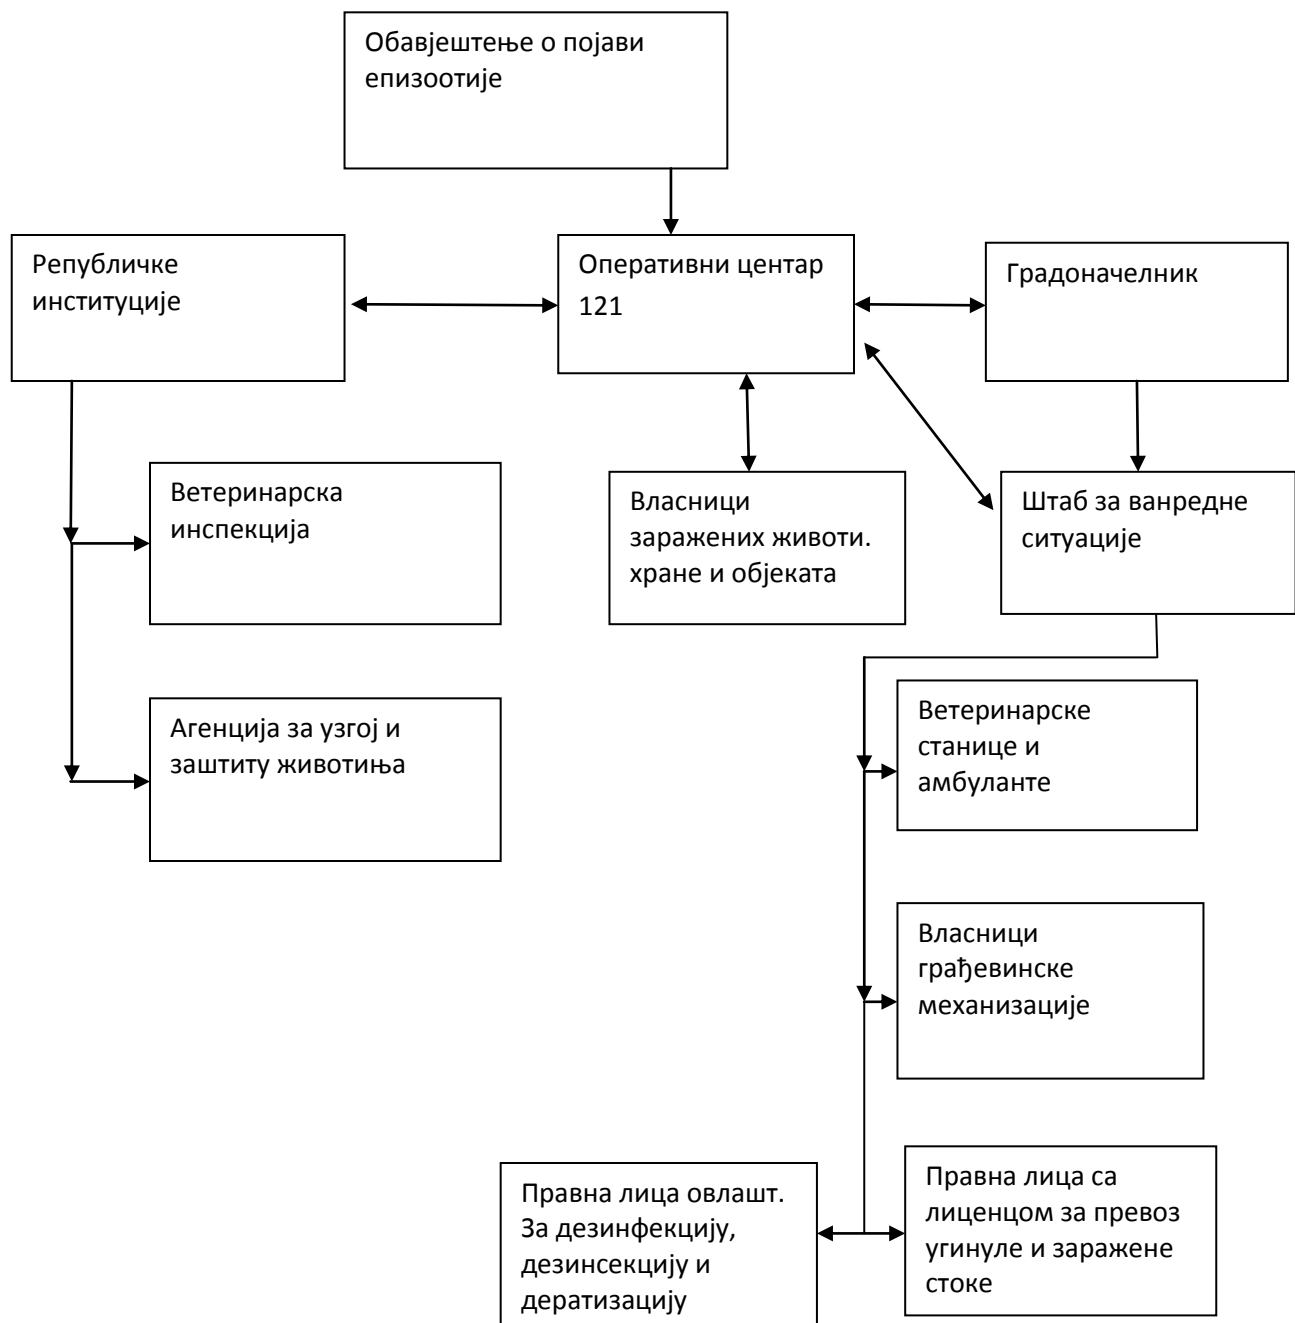 Обавјештење о појави
епизоотије
Републичке
институције
Оперативни центар
121
Градоначелник
Ветеринарска
инспекција
Власници
заражених животи.
хране и објеката
Штаб за ванредне
ситуације
Агенција за узгој и
заштиту животиња
Ветеринарске
станице и
амбуланте
Власници
грађевинске
механизације
Правна лица овлашт.
За дезинфекцију,
дезинсекцију и
дератизацију
Правна лица са
лиценцом за превоз
угинуле и заражене
стоке